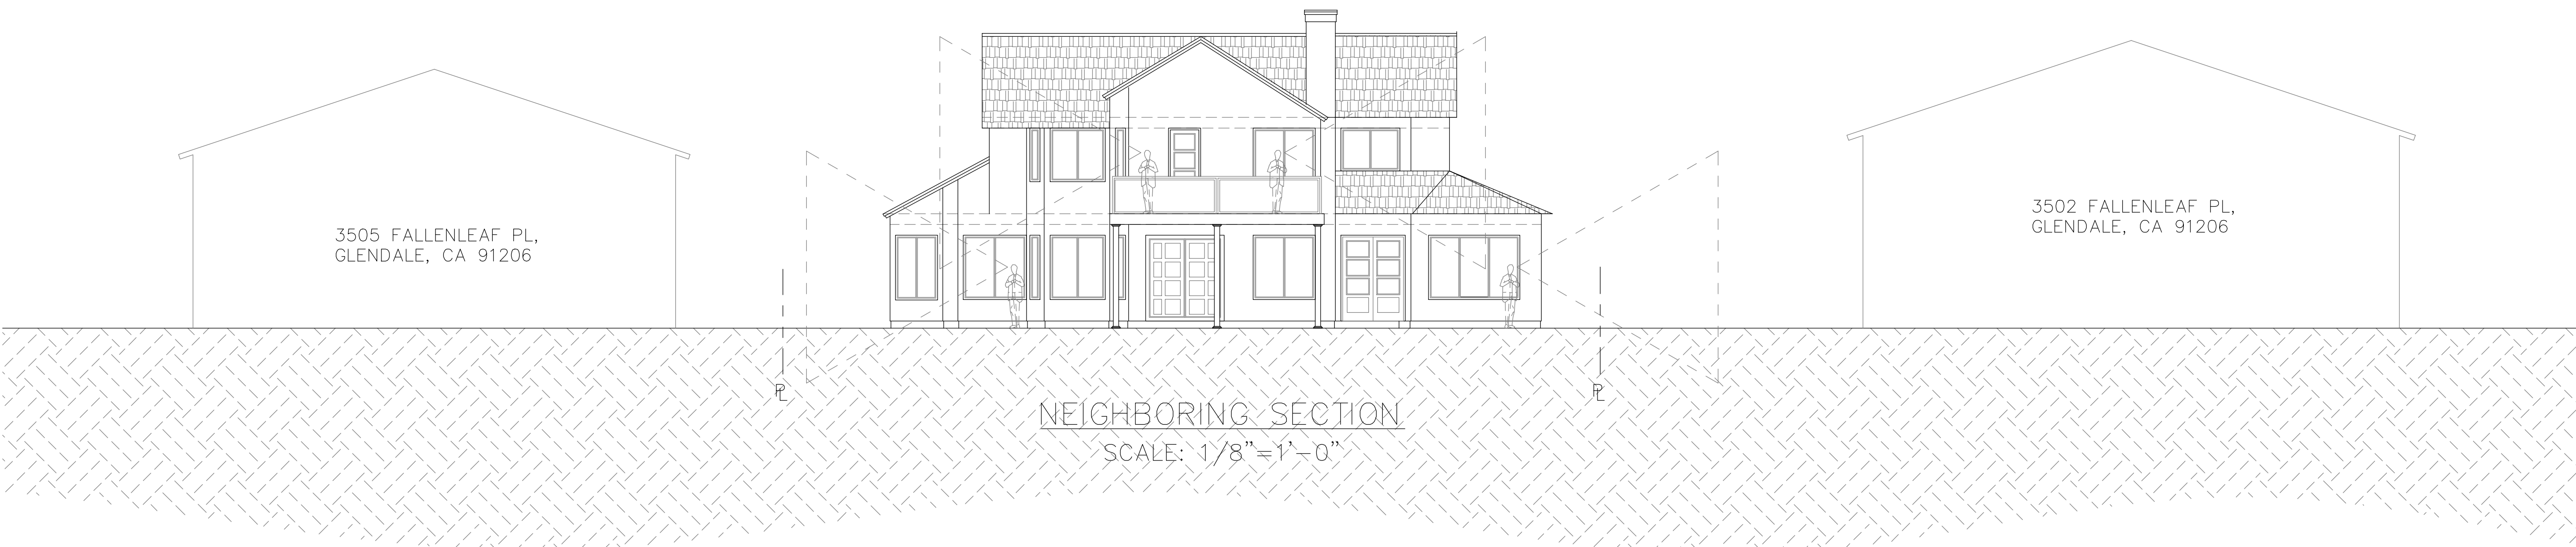 3505 FALLENLEAF PL,
GLENDALE, CA 91206
3502 FALLENLEAF PL,
GLENDALE, CA 91206
PL
PL
NEIGHBORING SECTION
SCALE: 1/8"=1'-0"